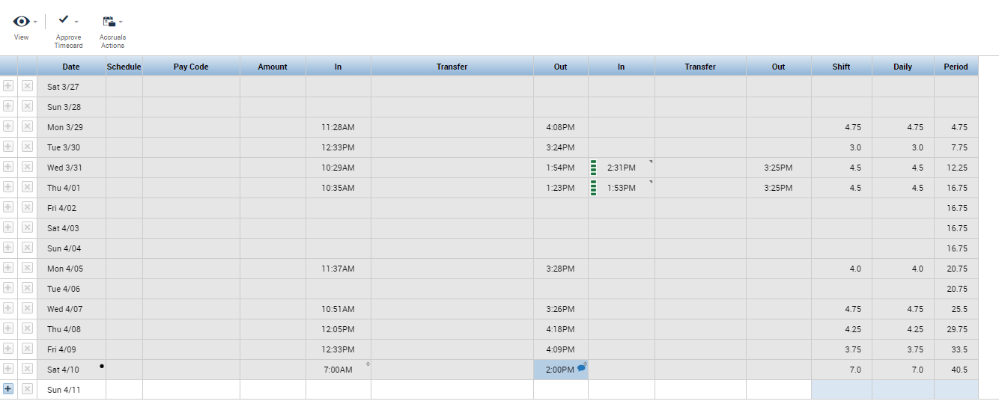 View
Approve
Timecard
Accruals
Actions
Date Schedule Pay Code Amount In Transfer Out In Transfer Out Shift Daily Period
Sat 3/27
Sun 3/28
Mon 3/29 11:28AM 4:08PM 4.75 4.75 4.75
Tue 3/30 12:33PM 3:24PM 3.0 3.0 7.75
Wed 3/31 10:29AM 1:54PM 2:31PM 3:25PM 4.5 4.5 12.25
Thu 4/01 10:35AM 1:23PM 1:53PM 3:25PM 4.5 4.5 16.75
Fri 4/02 16.75
Sat 4/03 16.75
Sun 4/04 16.75
Mon 4/05 11:37AM 3:28PM 4.0 4.0 20.75
Tue 4/06 20.75
Wed 4/07 10:51AM 3:26PM 4.75 4.75 25.5
Thu 4/08 12:05PM 4:18PM 4.25 4.25 29.75
Fri 4/09 12:33PM 4:09PM 3.75 3.75 33.5
Sat 4/10 7:00AM 2:00PM 7.0 7.0 40.5
Sun 4/11